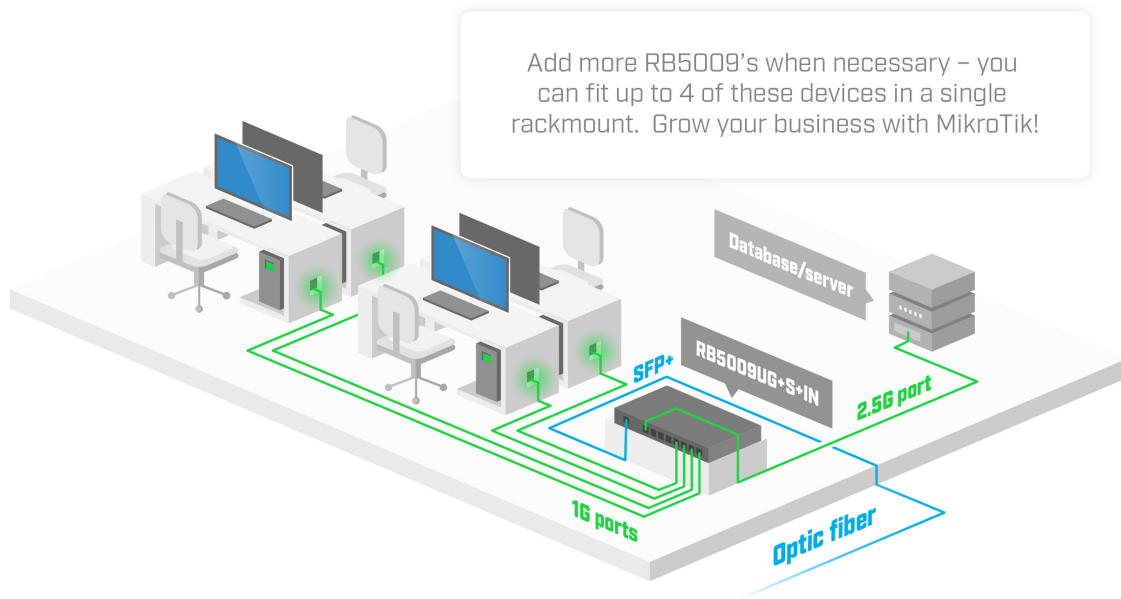 Add more RB5009's when necessary – you
can fit up to 4 of these devices in a single
rackmount.  Grow your business with MikroTik!
Database/server
RB5009UG+S+IN
SFP+
2.5G port
1G ports
Optic fiber